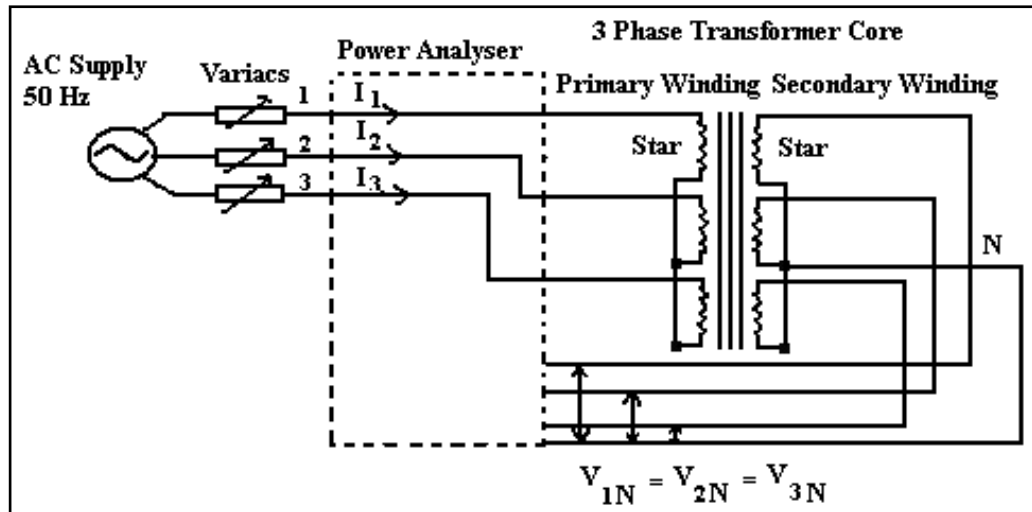 3 Phase Transformer Core
Power Analyser
AC Supply
50 Hz
Variacs
Primary Winding Secondary Winding
1 I1
2 I2
3 I3
Star
Star
N
V1N = V2N = V3N